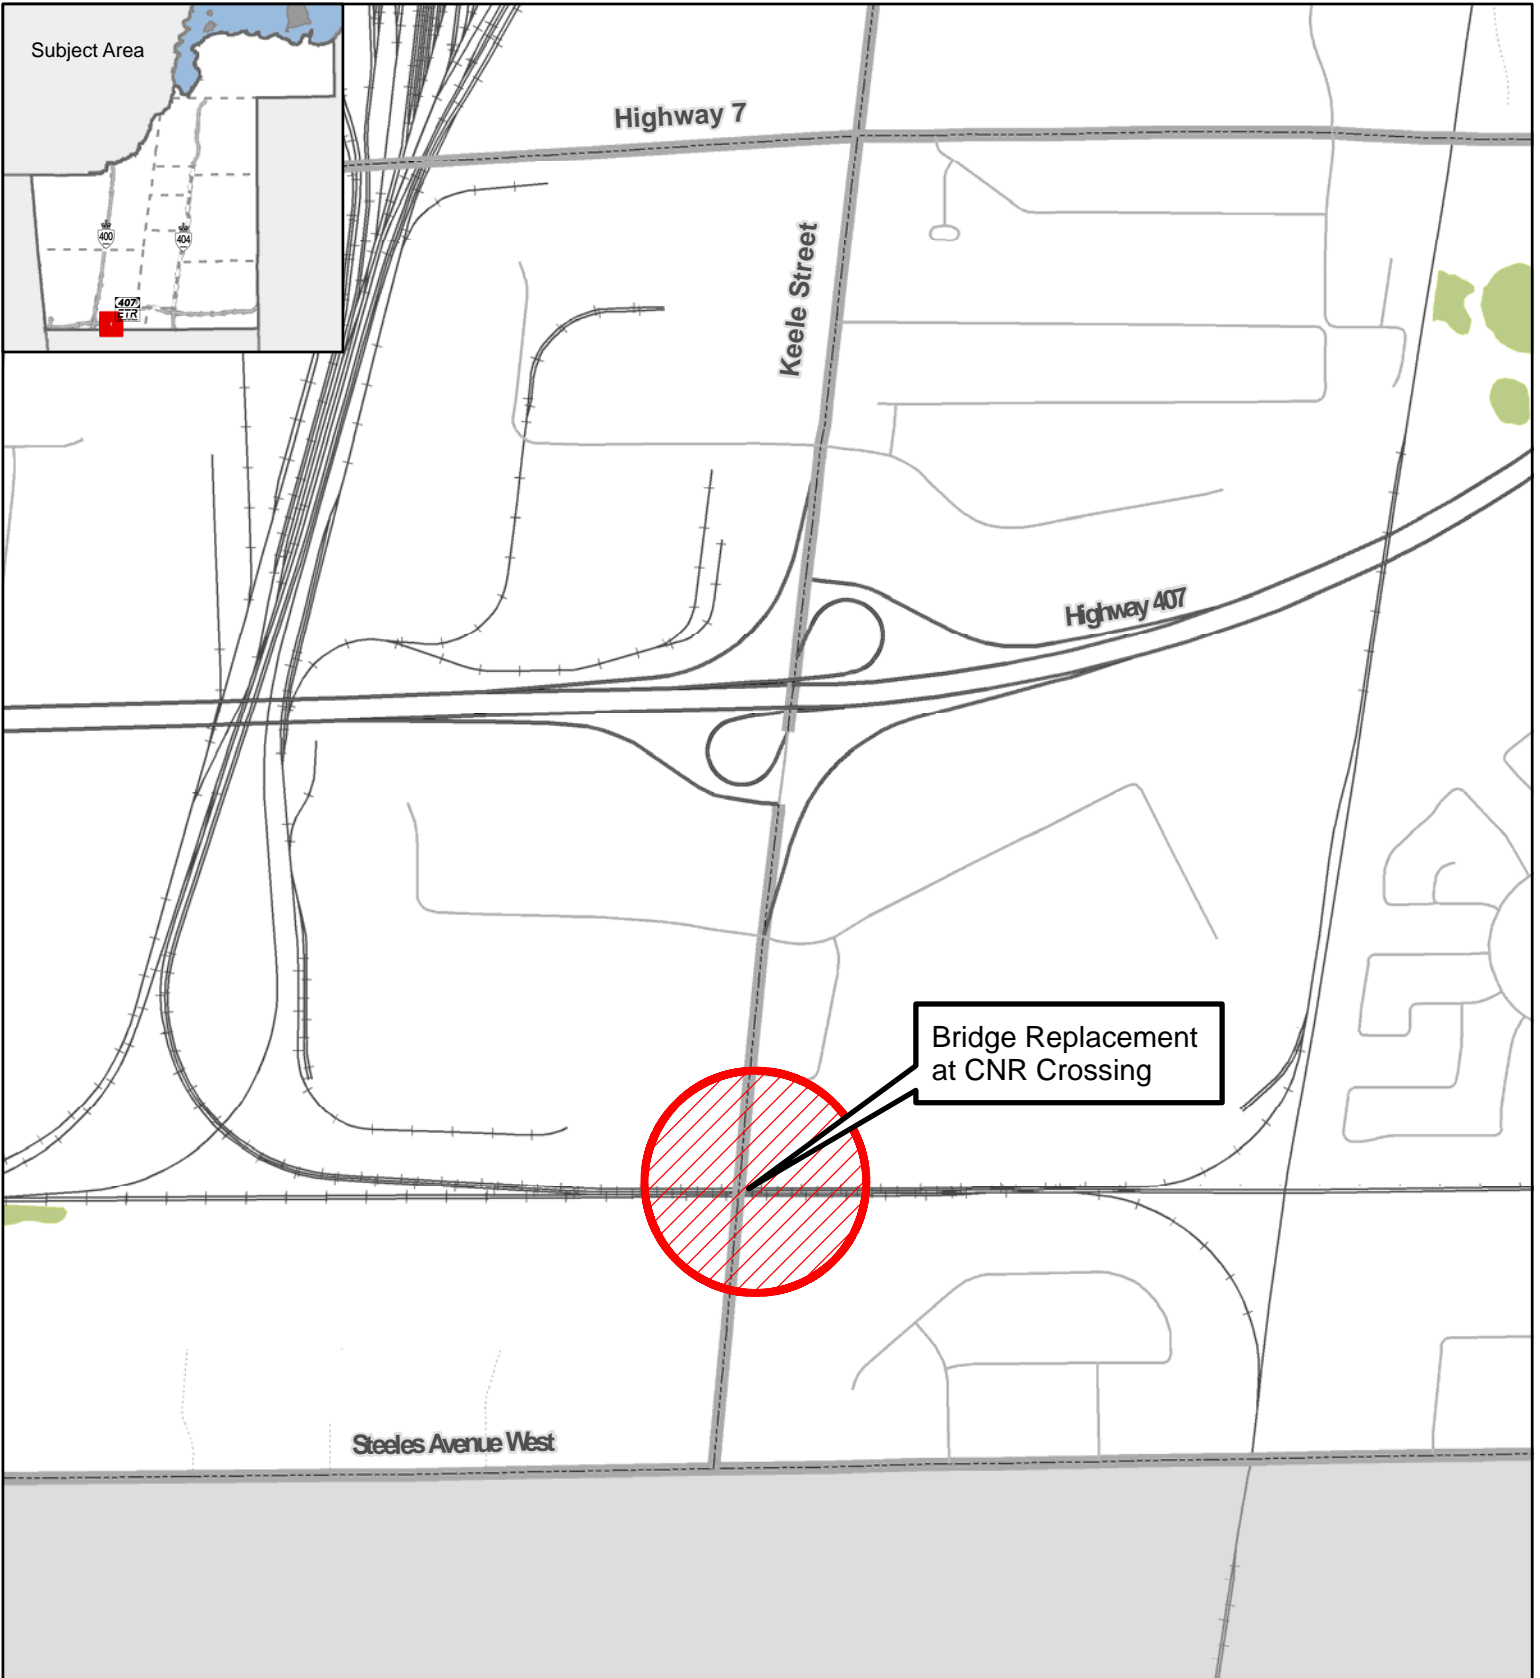 Subject Area
400
404
407
ETR
Highway 7
Keele Street
Highway 407
Bridge Replacement
at CNR Crossing
Steeles Avenue West